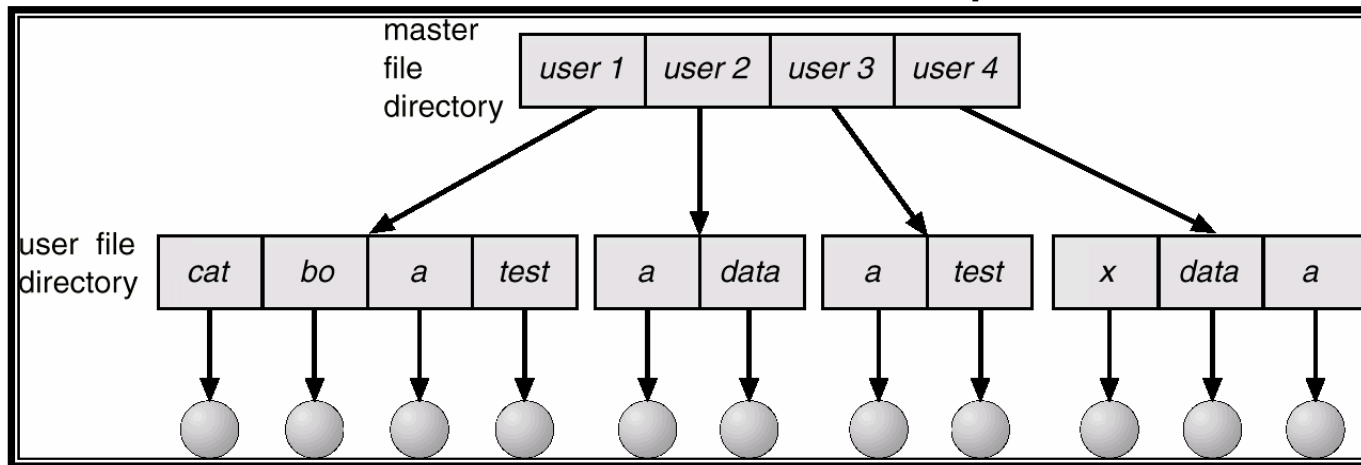 master
file
directory
user 1 user 2 user 3 user 4
user file
directory
cat bo a test a data a test x data a